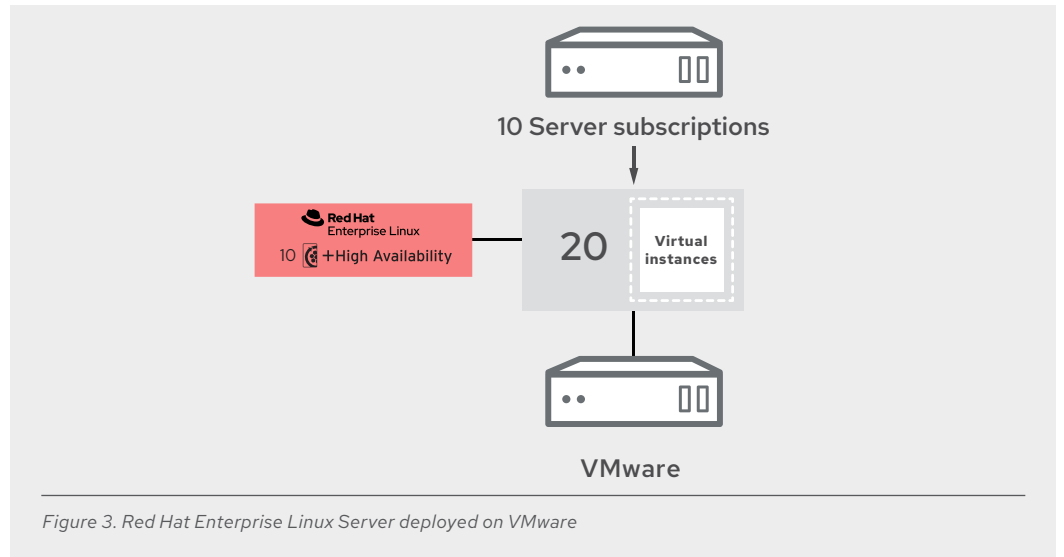 10 Server subscriptions
Red Hat
Enterprise Linux
10 +High Availability
20
Virtual
instances
VMware
Figure 3. Red Hat Enterprise Linux Server deployed on VMware